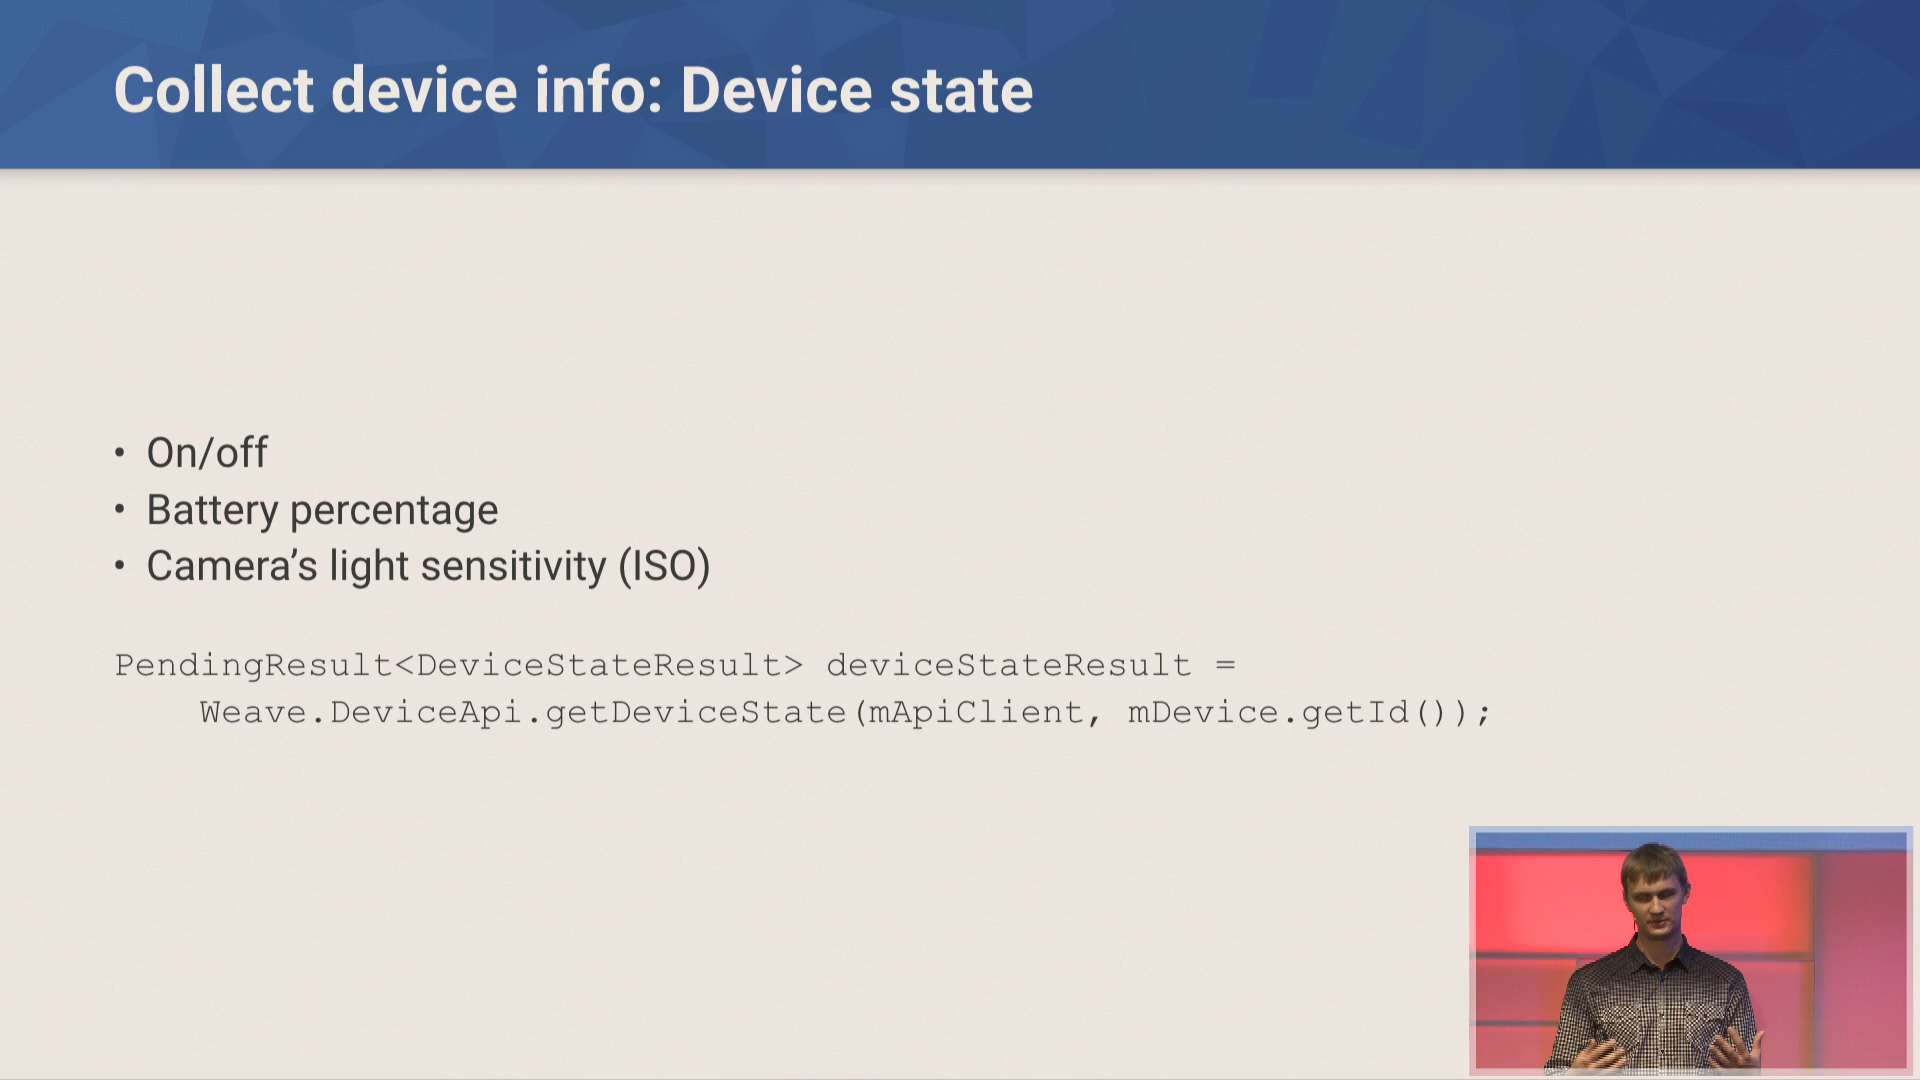 Collect device info: Device state
• On/off
• Battery percentage
• Camera’s light sensitivity (ISO)
PendingResult<DeviceStateResult> deviceStateResult =
Weave.DeviceApi.getDeviceState(mApiClient, mDevice.getId());